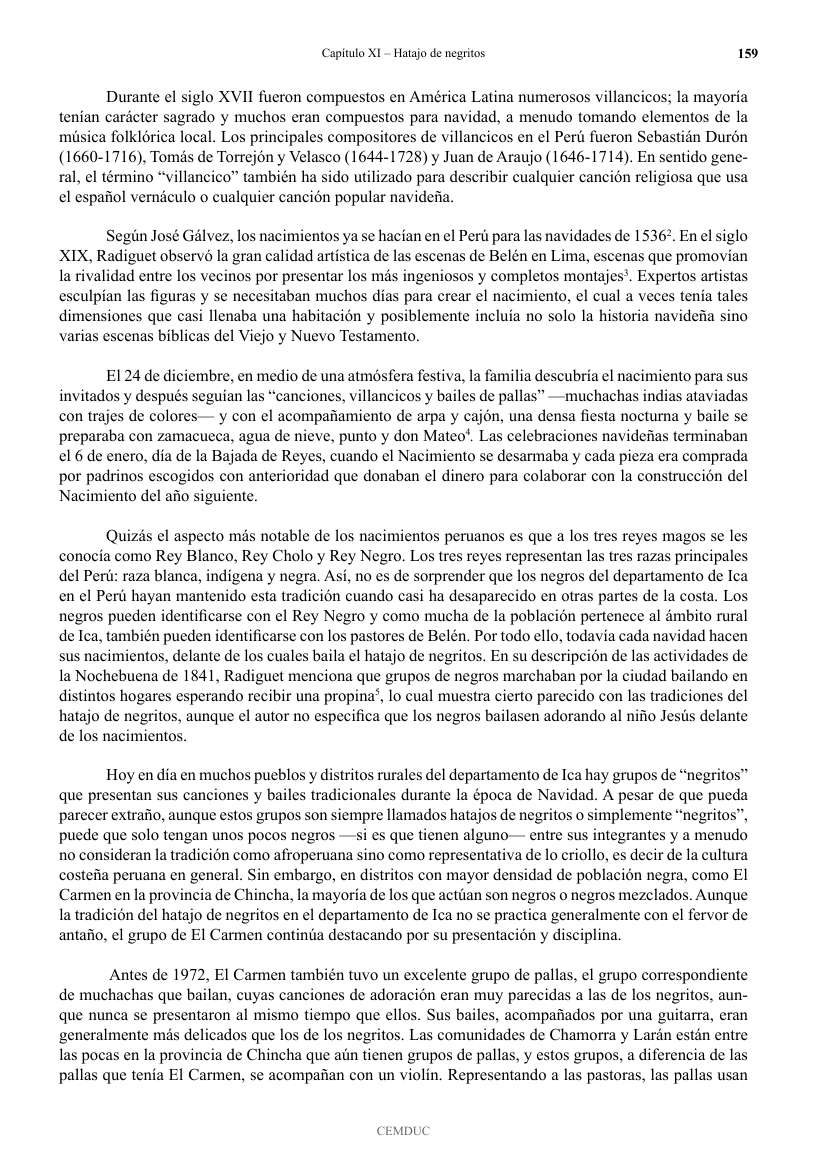 Capítulo XI – Hatajo de negritos
159
Durante el siglo XVII fueron compuestos en América Latina numerosos villancicos; la mayoría
tenían carácter sagrado y muchos eran compuestos para navidad, a menudo tomando elementos de la
música folklórica local. Los principales compositores de villancicos en el Perú fueron Sebastián Durón
(1660-1716), Tomás de Torrejón y Velasco (1644-1728) y Juan de Araujo (1646-1714). En sentido gene-
ral, el término “villancico” también ha sido utilizado para describir cualquier canción religiosa que usa
el español vernáculo o cualquier canción popular navideña.
Según José Gálvez, los nacimientos ya se hacían en el Perú para las navidades de 1536². En el siglo
XIX, Radiguet observó la gran calidad artística de las escenas de Belén en Lima, escenas que promovían
la rivalidad entre los vecinos por presentar los más ingeniosos y completos montajes³. Expertos artistas
esculpían las figuras y se necesitaban muchos días para crear el nacimiento, el cual a veces tenía tales
dimensiones que casi llenaba una habitación y posiblemente incluía no solo la historia navideña sino
varias escenas bíblicas del Viejo y Nuevo Testamento.
El 24 de diciembre, en medio de una atmósfera festiva, la familia descubría el nacimiento para sus
invitados y después seguían las “canciones, villancicos y bailes de pallas” —muchachas indias ataviadas
con trajes de colores— y con el acompañamiento de arpa y cajón, una densa fiesta nocturna y baile se
preparaba con zamacueca, agua de nieve, punto y don Mateo⁴. Las celebraciones navideñas terminaban
el 6 de enero, día de la Bajada de Reyes, cuando el Nacimiento se desarmaba y cada pieza era comprada
por padrinos escogidos con anterioridad que donaban el dinero para colaborar con la construcción del
Nacimiento del año siguiente.
Quizás el aspecto más notable de los nacimientos peruanos es que a los tres reyes magos se les
conocía como Rey Blanco, Rey Cholo y Rey Negro. Los tres reyes representan las tres razas principales
del Perú: raza blanca, indígena y negra. Así, no es de sorprender que los negros del departamento de Ica
en el Perú hayan mantenido esta tradición cuando casi ha desaparecido en otras partes de la costa. Los
negros pueden identificarse con el Rey Negro y como mucha de la población pertenece al ámbito rural
de Ica, también pueden identificarse con los pastores de Belén. Por todo ello, todavía cada navidad hacen
sus nacimientos, delante de los cuales baila el hatajo de negritos. En su descripción de las actividades de
la Nochebuena de 1841, Radiguet menciona que grupos de negros marchaban por la ciudad bailando en
distintos hogares esperando recibir una propina⁵, lo cual muestra cierto parecido con las tradiciones del
hatajo de negritos, aunque el autor no especifica que los negros bailasen adorando al niño Jesús delante
de los nacimientos.
Hoy en día en muchos pueblos y distritos rurales del departamento de Ica hay grupos de “negritos”
que presentan sus canciones y bailes tradicionales durante la época de Navidad. A pesar de que pueda
parecer extraño, aunque estos grupos son siempre llamados hatajos de negritos o simplemente “negritos”,
puede que solo tengan unos pocos negros —si es que tienen alguno— entre sus integrantes y a menudo
no consideran la tradición como afroperuana sino como representativa de lo criollo, es decir de la cultura
costeña peruana en general. Sin embargo, en distritos con mayor densidad de población negra, como El
Carmen en la provincia de Chincha, la mayoría de los que actúan son negros o negros mezclados. Aunque
la tradición del hatajo de negritos en el departamento de Ica no se practica generalmente con el fervor de
antaño, el grupo de El Carmen continúa destacando por su presentación y disciplina.
Antes de 1972, El Carmen también tuvo un excelente grupo de pallas, el grupo correspondiente
de muchachas que bailan, cuyas canciones de adoración eran muy parecidas a las de los negritos, aun-
que nunca se presentaron al mismo tiempo que ellos. Sus bailes, acompañados por una guitarra, eran
generalmente más delicados que los de los negritos. Las comunidades de Chamorra y Larán están entre
las pocas en la provincia de Chincha que aún tienen grupos de pallas, y estos grupos, a diferencia de las
pallas que tenía El Carmen, se acompañan con un violín. Representando a las pastoras, las pallas usan
CEMDUC